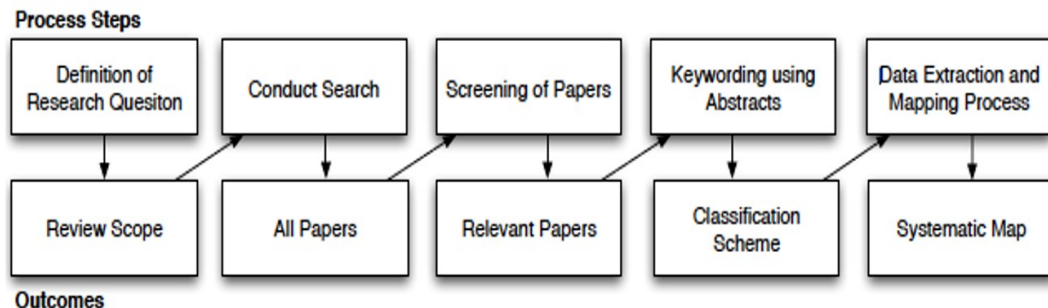 Process Steps
Definition of
Research Quesiton
Conduct Search
Screening of Papers
Keywording using
Abstracts
Data Extraction and
Mapping Process
Review Scope
All Papers
Relevant Papers
Classification
Scheme
Systematic Map
Outcomes